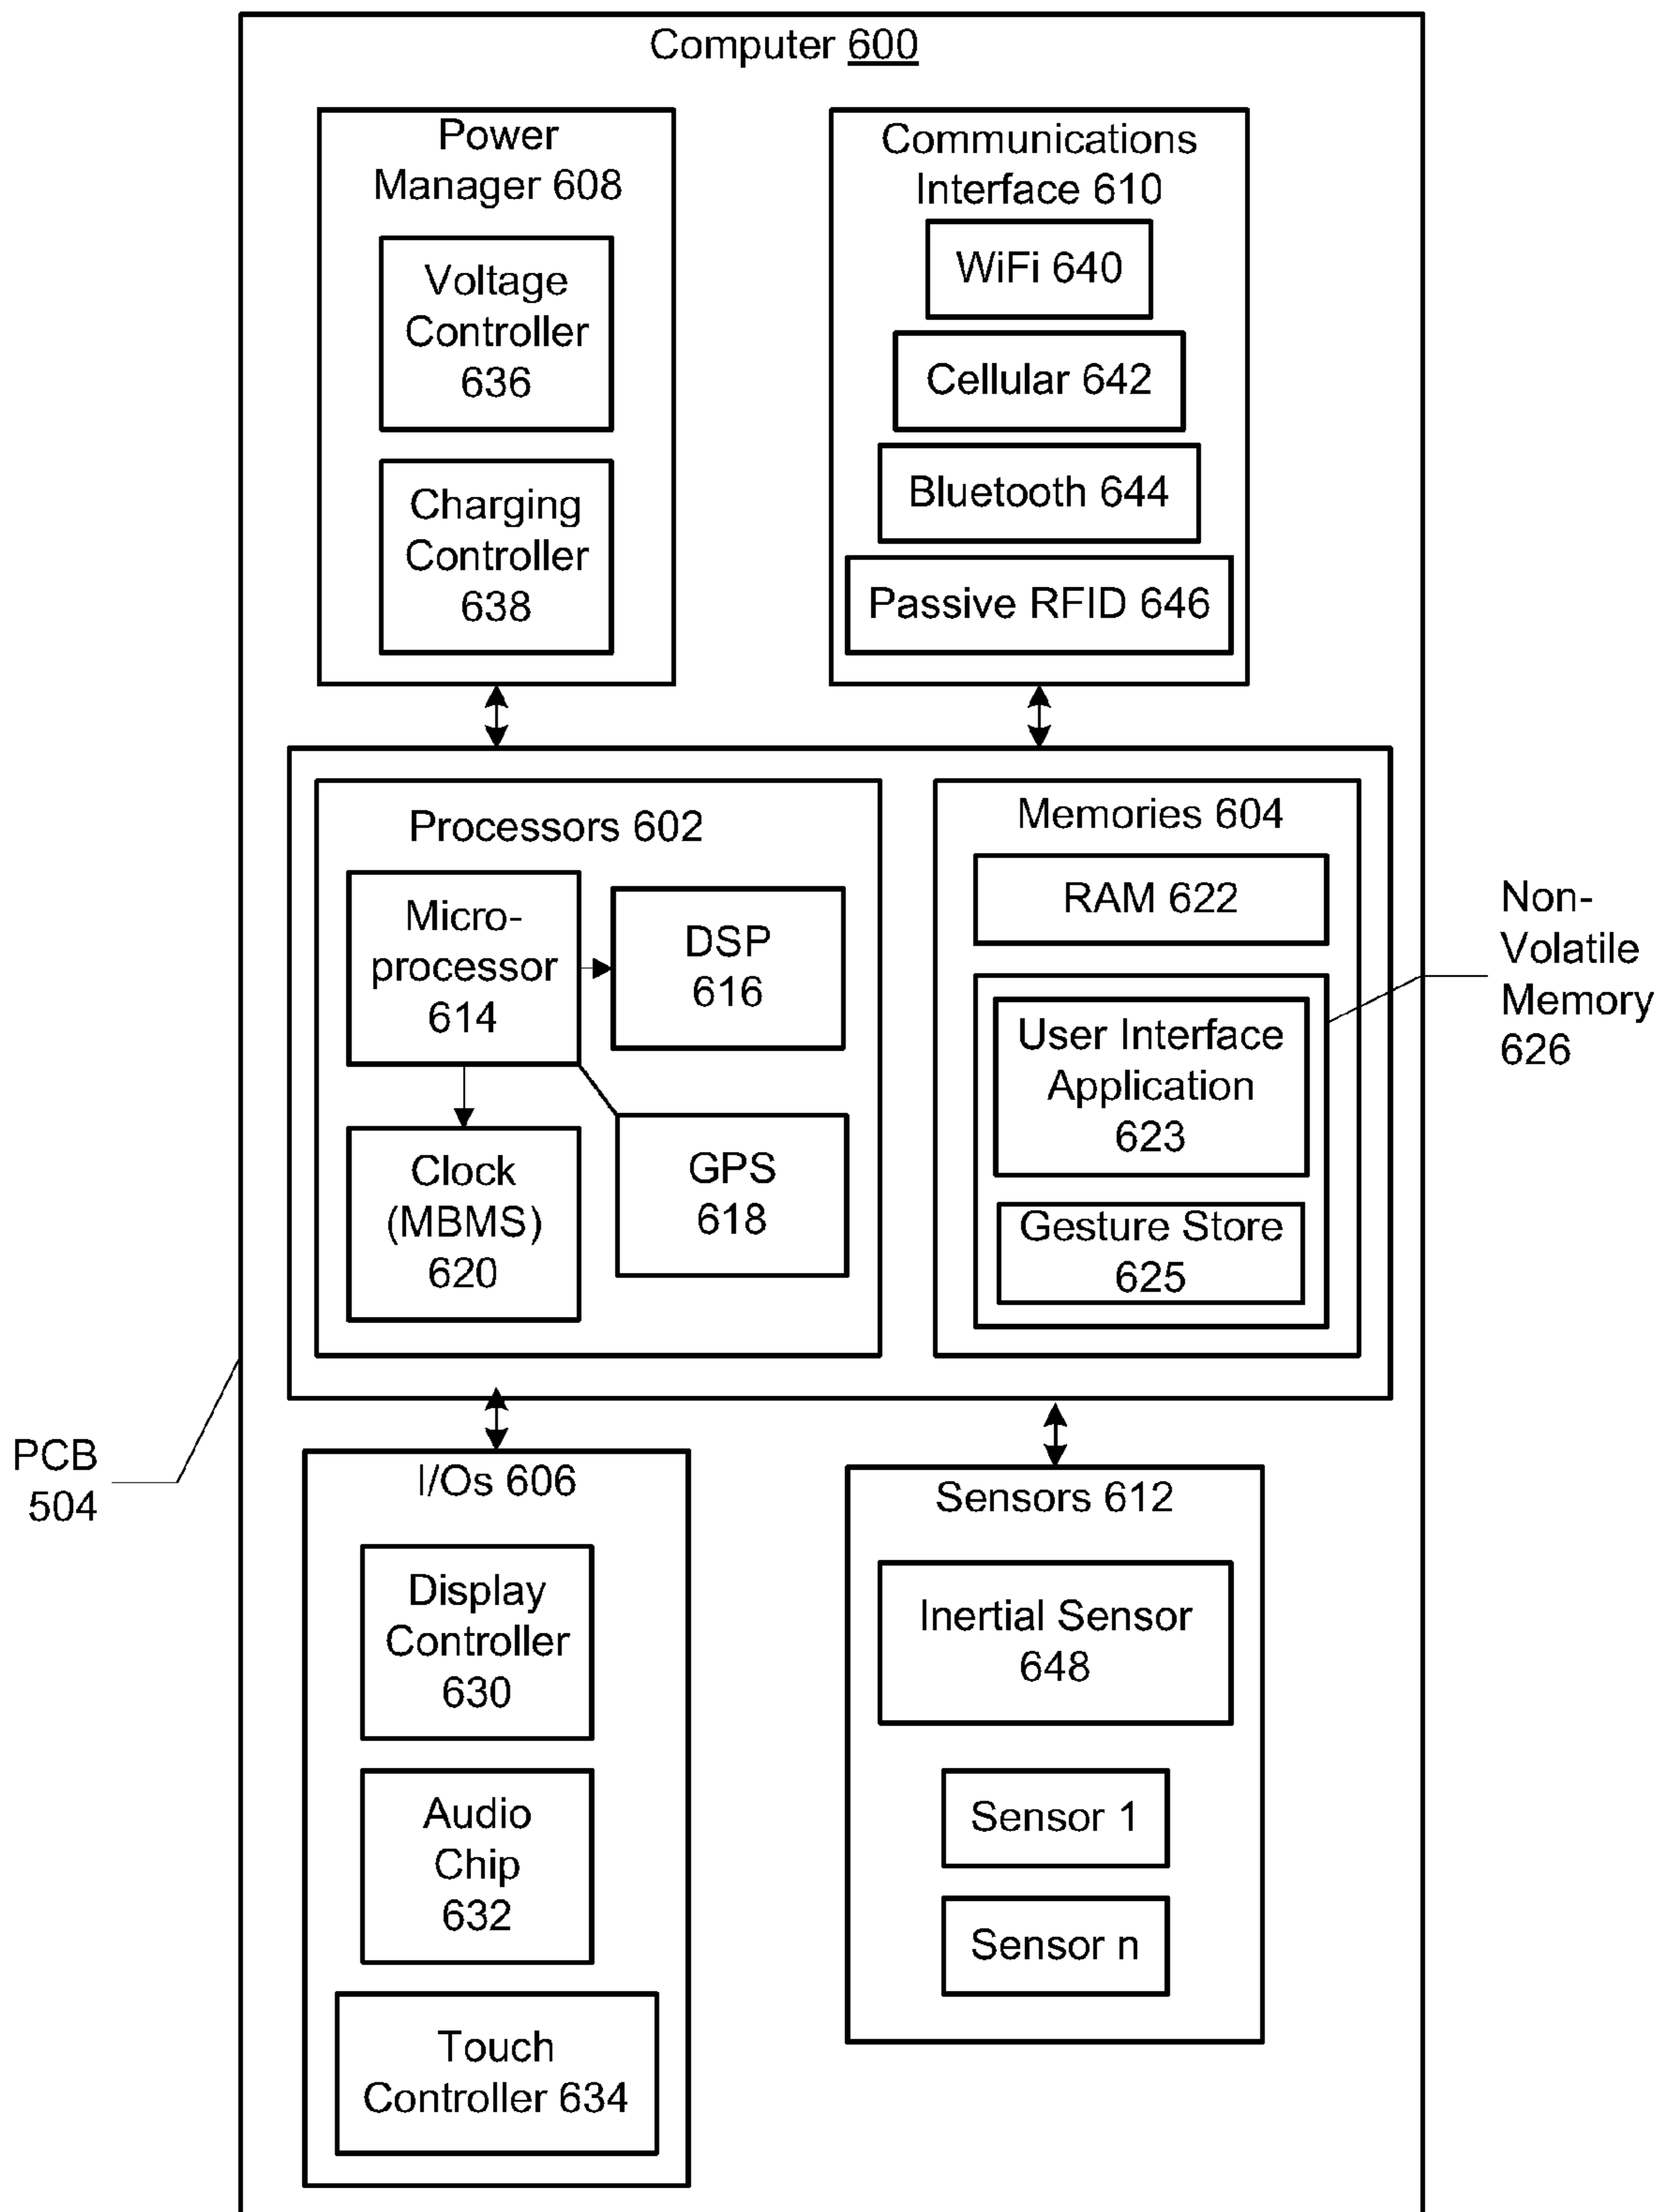 Computer 600
Power
Manager 608
Voltage
Controller
636
Charging
Controller
638
Communications
Interface 610
WiFi 640
Cellular 642
Bluetooth 644
Passive RFID 646
Processors 602
Micro-
processor
614
DSP
616
Clock
(MBMS)
620
GPS
618
Memories 604
RAM 622
User Interface
Application
623
Gesture Store
625
Non-
Volatile
Memory
626
PCB
504
I/Os 606
Display
Controller
630
Audio
Chip
632
Touch
Controller 634
Sensors 612
Inertial Sensor
648
Sensor 1
Sensor n